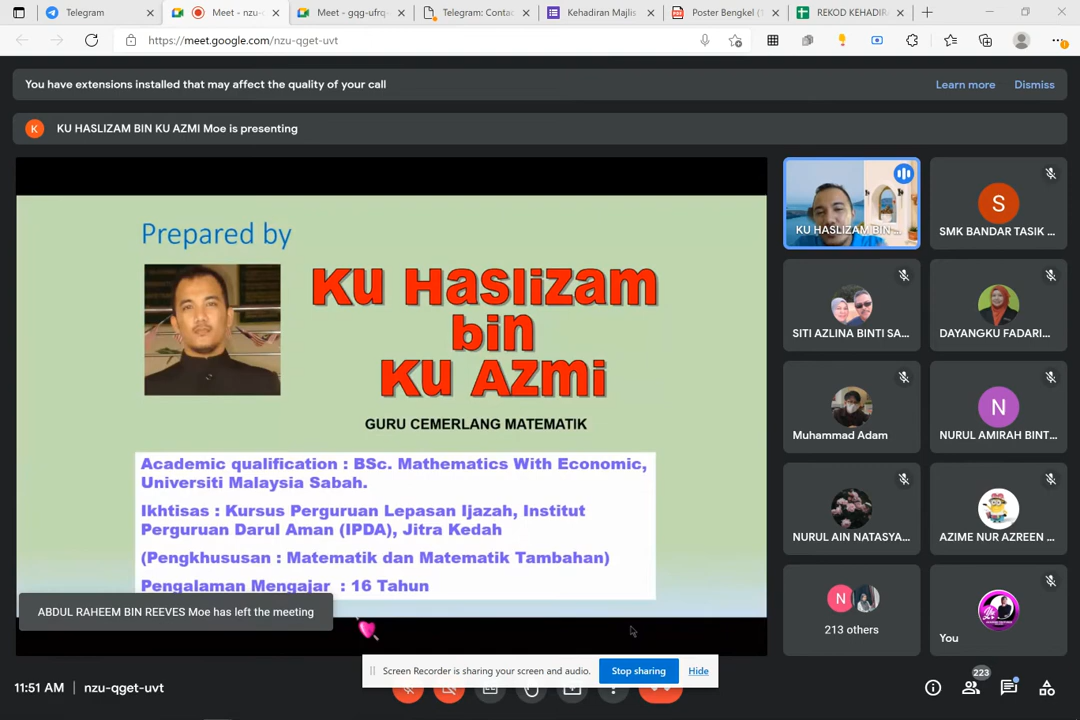 Telegram
Meet - nzu-
Meet - gqg-ufrq-
Telegram: Contac
Kehadiran Majlis
Poster Bengkel (1
REKOD KEHADIRA
https://meet.google.com/nzu-qget-uvt
You have extensions installed that may affect the quality of your call
Learn more
Dismiss
K
KU HASLIZAM BIN KU AZMI Moe is presenting
Prepared by
Ku Haslizam
bin
Ku Azmi
GURU CEMERLANG MATEMATIK
Academic qualification : BSc. Mathematics With Economic,
Universiti Malaysia Sabah.
Ikhtisas : Kursus Perguruan Lepasan Ijazah, Institut
Perguruan Darul Aman (IPDA), Jitra Kedah
(Pengkhususan : Matematik dan Matematik Tambahan)
Pengalaman Mengajar : 16 Tahun
ABDUL RAHEEM BIN REEVES Moe has left the meeting
KU HASLIZAM BIN ...
S
SMK BANDAR TASIK ...
SITI AZLINA BINTI SA...
DAYANGKU FADARI...
Muhammad Adam
N
NURUL AMIRAH BINT...
NURUL AIN NATASYA...
AZIME NUR AZREEN ...
N
213 others
You
Screen Recorder is sharing your screen and audio.
Stop sharing
Hide
11:51 AM
nzu-qget-uvt
223